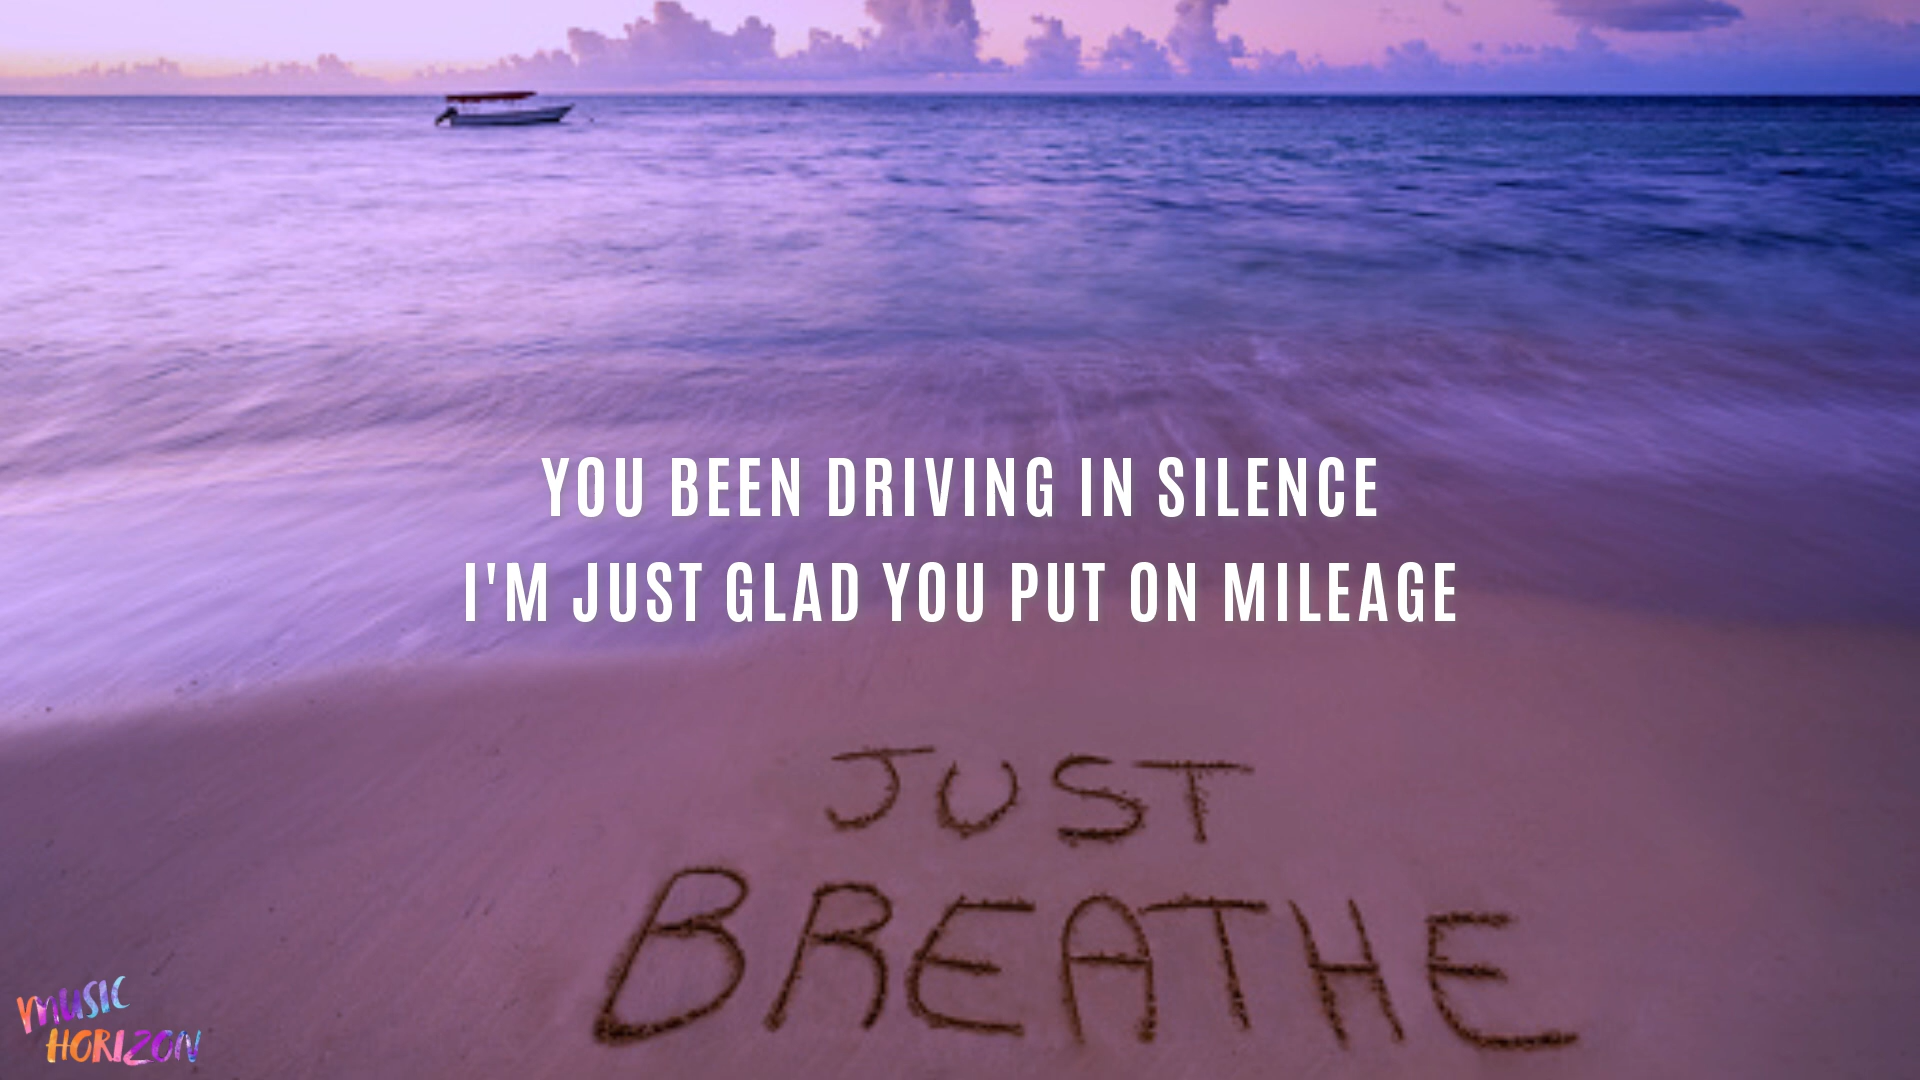 YOU BEEN DRIVING IN SILENCE
I'M JUST GLAD YOU PUT ON MILEAGE
JUST
BREATHE
MUSIC
HORIZON